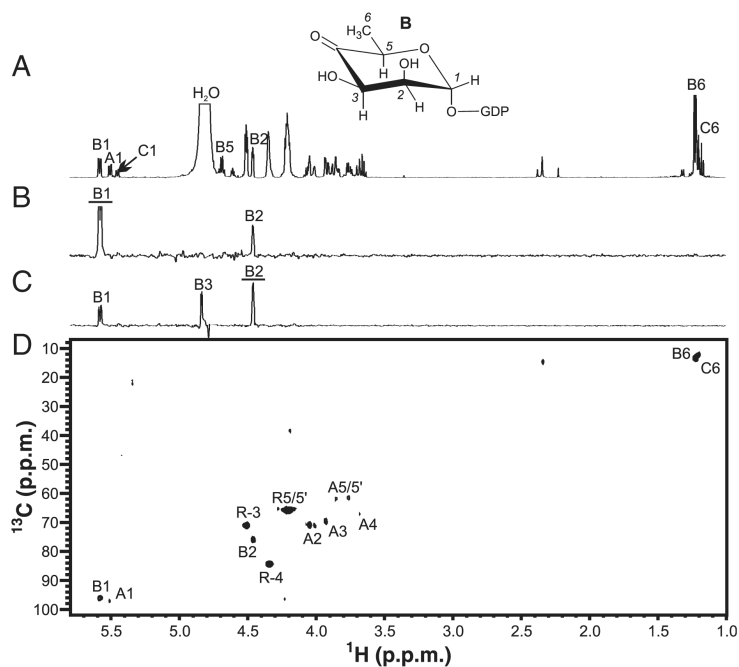 6
H₃C
B
O
O
5
H
OH
HO
1
H
3
2
H
H
O
GDP
A
H₂O
B1
A1
C1
B5
B2
B6
C6
B
B1
B2
C
B1
B3
B2
D
10
20
30
40
50
60
70
80
90
100
¹³C (p.p.m.)
B6
C6
R5/5'
A5/5'
R-3
A2
A3
A4
B2
R-4
B1
A1
5.5
5.0
4.5
4.0
3.5
3.0
2.5
2.0
1.5
1.0
¹H (p.p.m.)